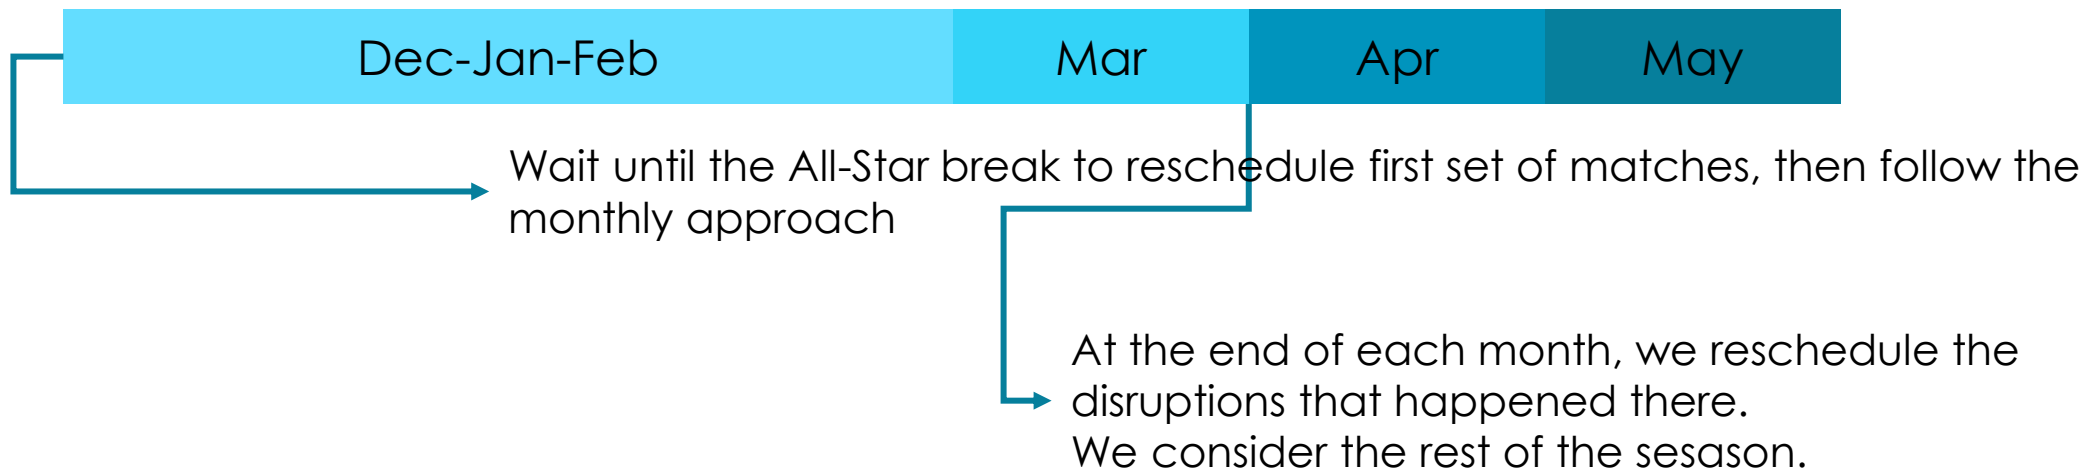 Dec-Jan-Feb Mar Apr May
Wait until the All-Star break to reschedule first set of matches, then follow the
monthly approach
At the end of each month, we reschedule the
disruptions that happened there.
We consider the rest of the sesason.